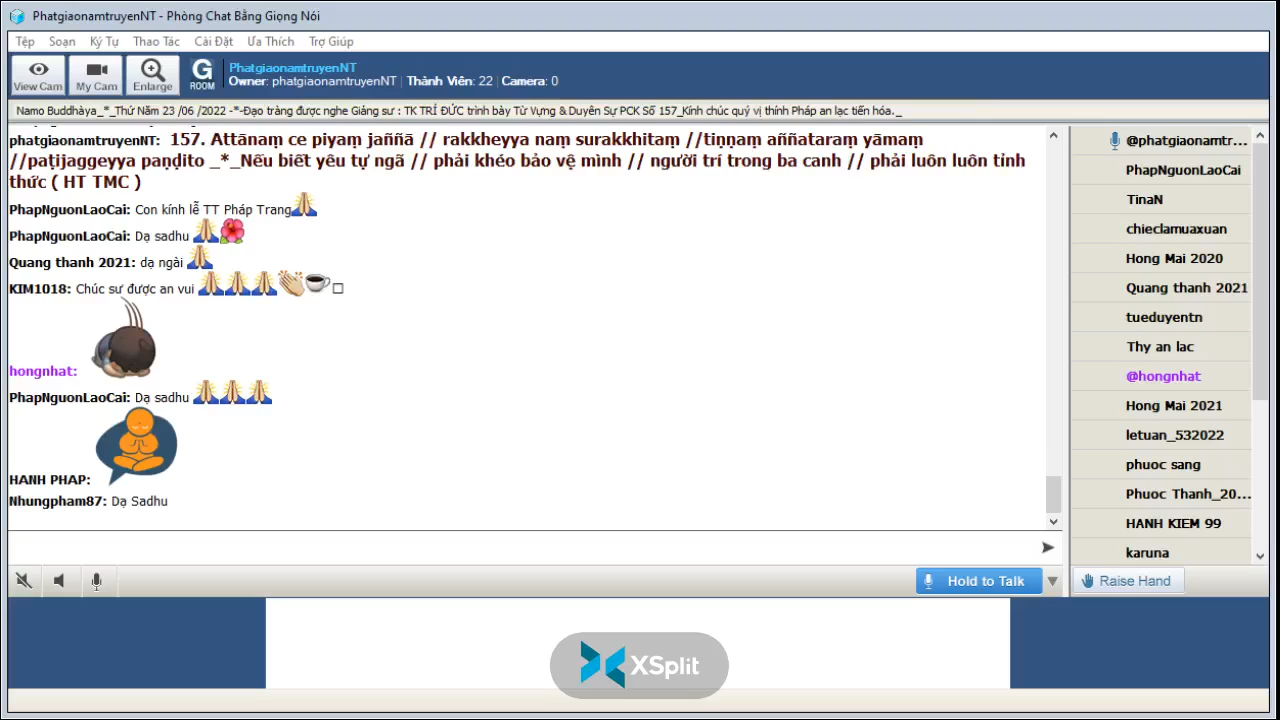 PhatgiaonamtruyenNT - Phòng Chat Bằng Giọng Nói
Tệp Soạn Ký Tự Thao Tác Cài Đặt Ưa Thích Trợ Giúp
View Cam My Cam Enlarge G ROOM
PhatgiaonamtruyenNT
Owner: phatgiaonamtruyenNT | Thành Viên: 22 | Camera: 0
Namo Buddhàya_*_Thứ Năm 23 /06 /2022 -*-Đạo tràng được nghe Giảng sư : TK TRÍ ĐỨC trình bày Từ Vựng & Duyên Sự PCK Số 157_Kính chúc quý vị thính Pháp an lạc tiến hóa._
phatgiaonamtruyenNT: 157. Attānaṃ ce piyaṃ jaññā // rakkheyya naṃ surakkhitaṃ //tiṇṇaṃ aññataraṃ yāmaṃ
//paṭijaggeyya paṇḍito _*_Nếu biết yêu tự ngã // phải khéo bảo vệ mình // người trí trong ba canh // phải luôn luôn tỉnh
thức ( HT TMC )
PhapNguonLaoCai: Con kính lễ TT Pháp Trang
PhapNguonLaoCai: Dạ sadhu
Quang thanh 2021: dạ ngài
KIM1018: Chúc sư được an vui
hongnhat:
PhapNguonLaoCai: Dạ sadhu
HANH PHAP:
Nhungpham87: Dạ Sadhu
@phatgiaonamtr...
PhapNguonLaoCai
TinaN
chieclamuaxuan
Hong Mai 2020
Quang thanh 2021
tueduyentn
Thy an lac
@hongnhat
Hong Mai 2021
letuan_532022
phuoc sang
Phuoc Thanh_20...
HANH KIEM 99
karuna
Hold to Talk
Raise Hand
XSplit